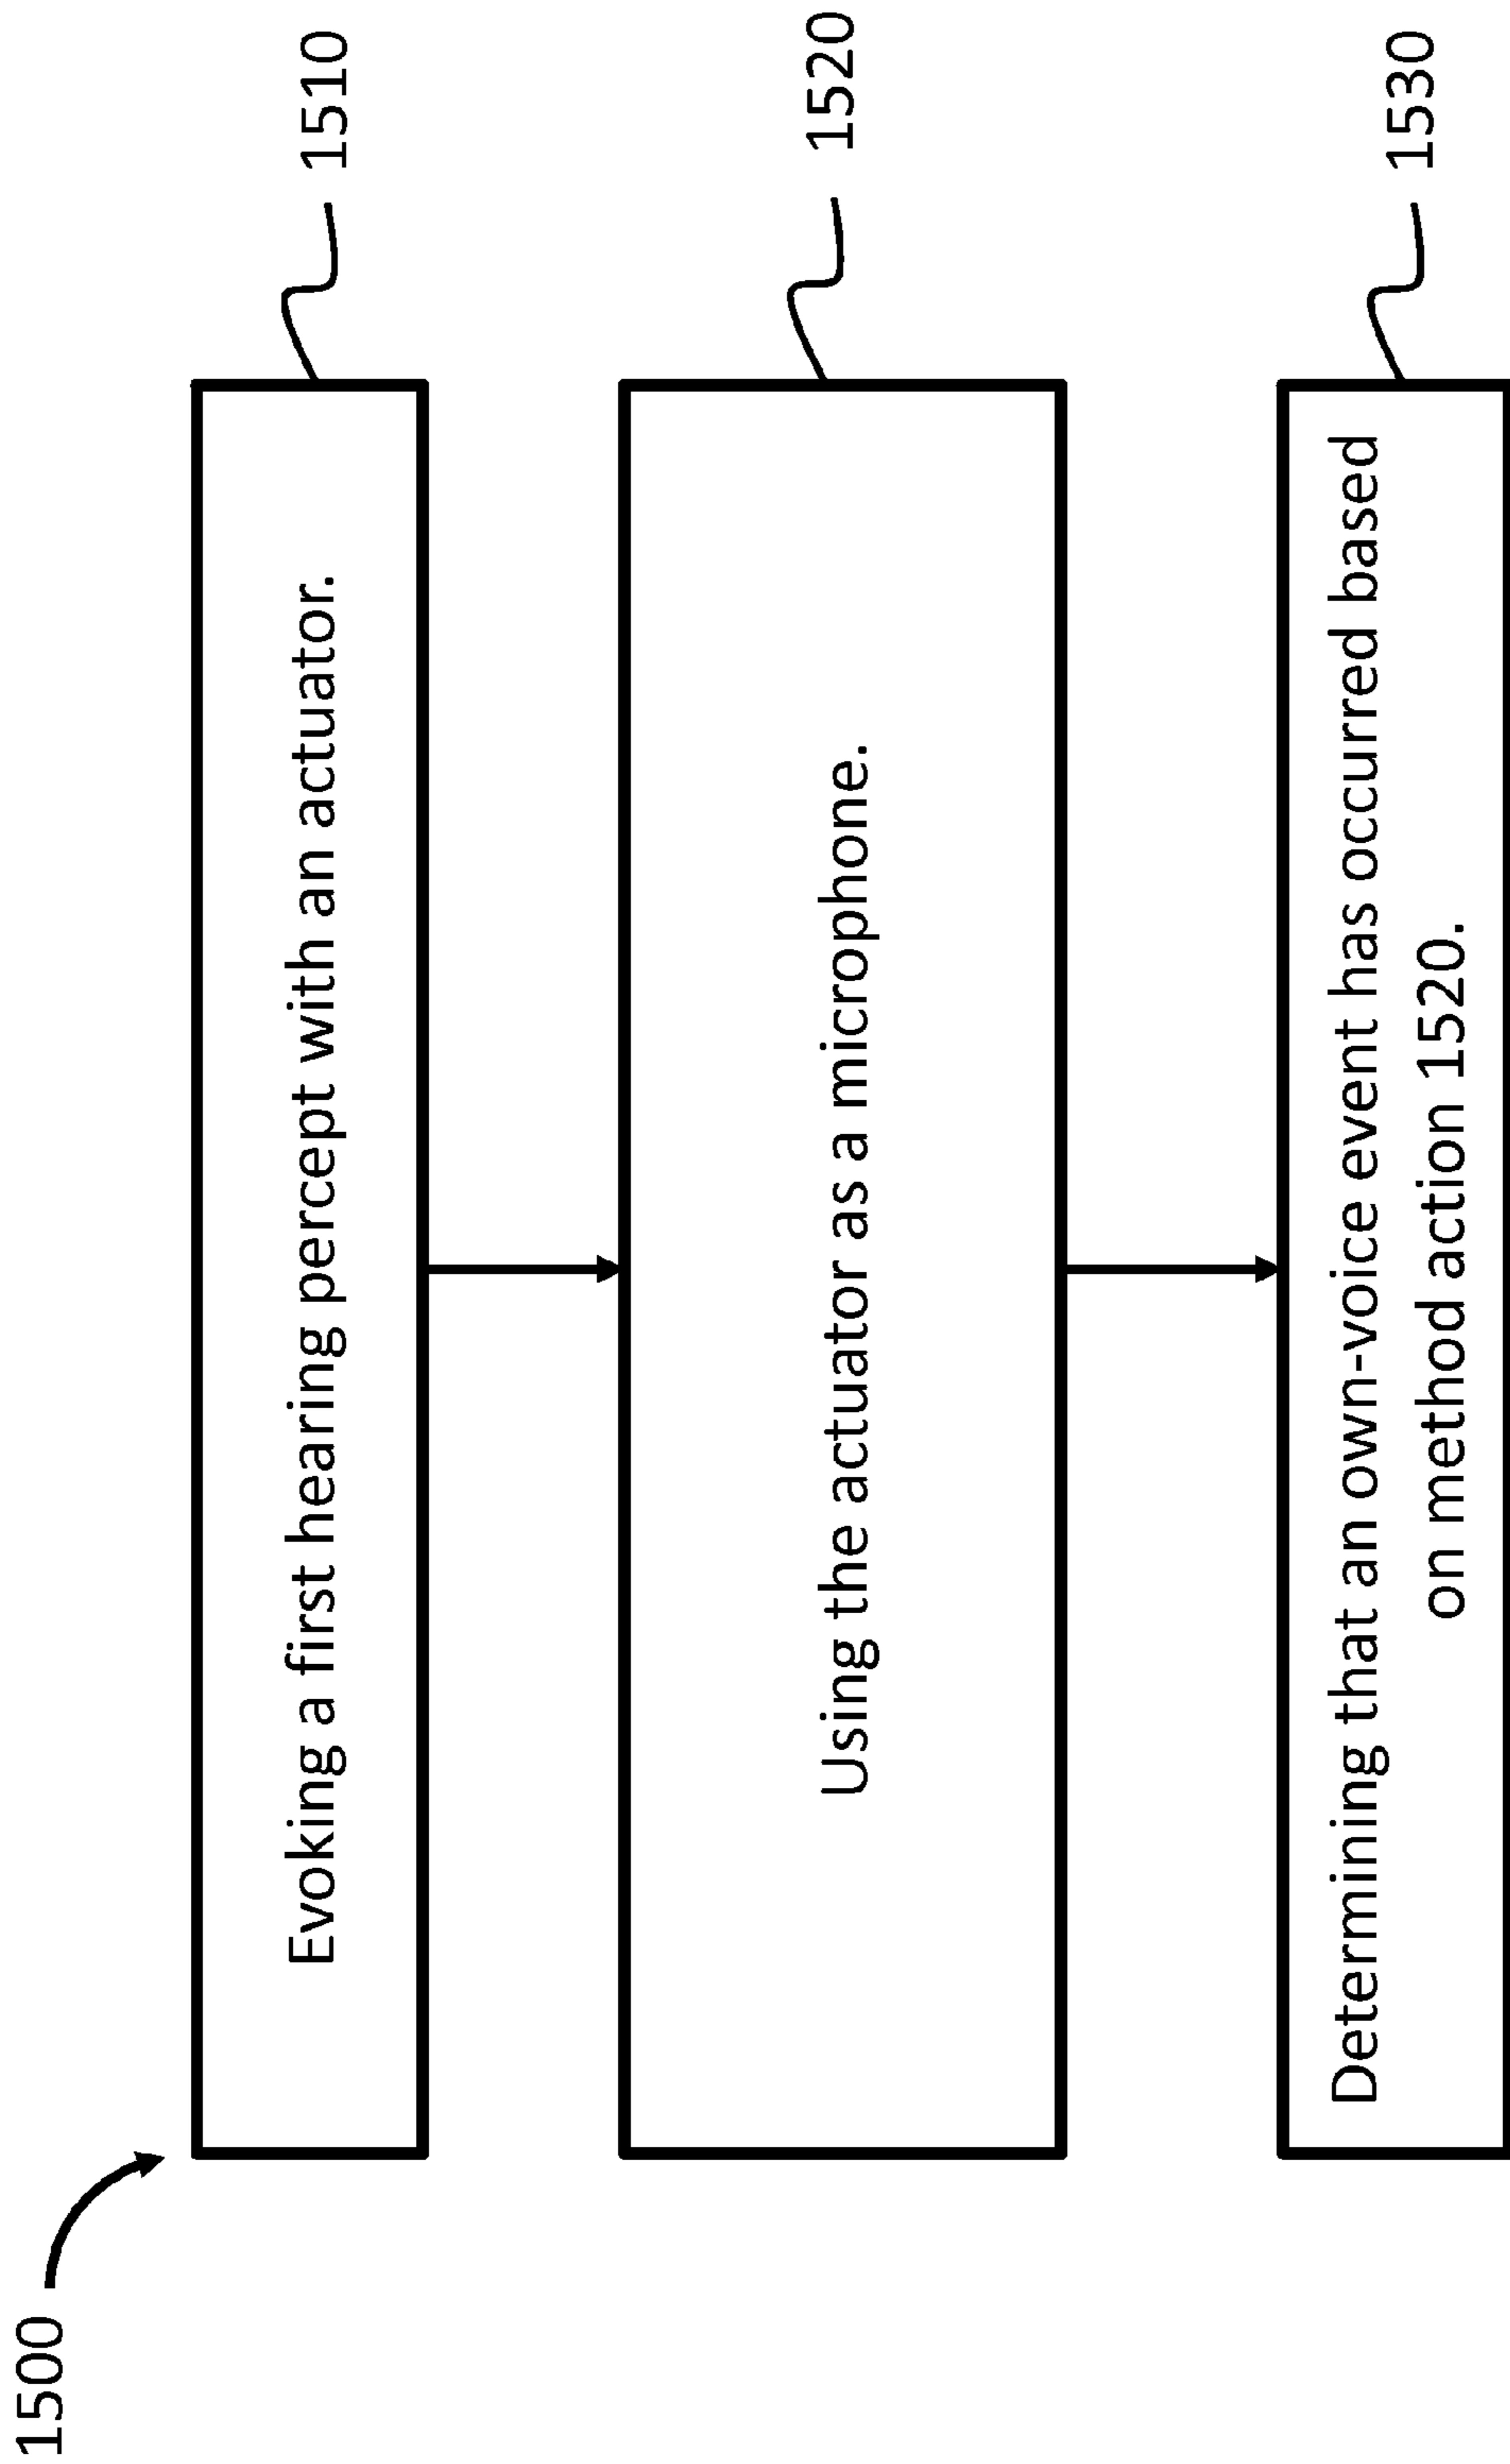 1500
Evoking a first hearing percept with an actuator.
1510
Using the actuator as a microphone.
1520
Determining that an own-voice event has occurred based
on method action 1520.
1530